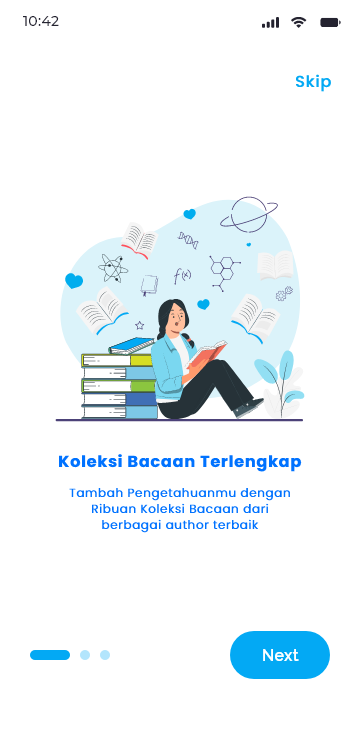 10:42
Skip
f(x)
Koleksi Bacaan Terlengkap
Tambah Pengetahuanmu dengan
Ribuan Koleksi Bacaan dari
berbagai author terbaik
Next